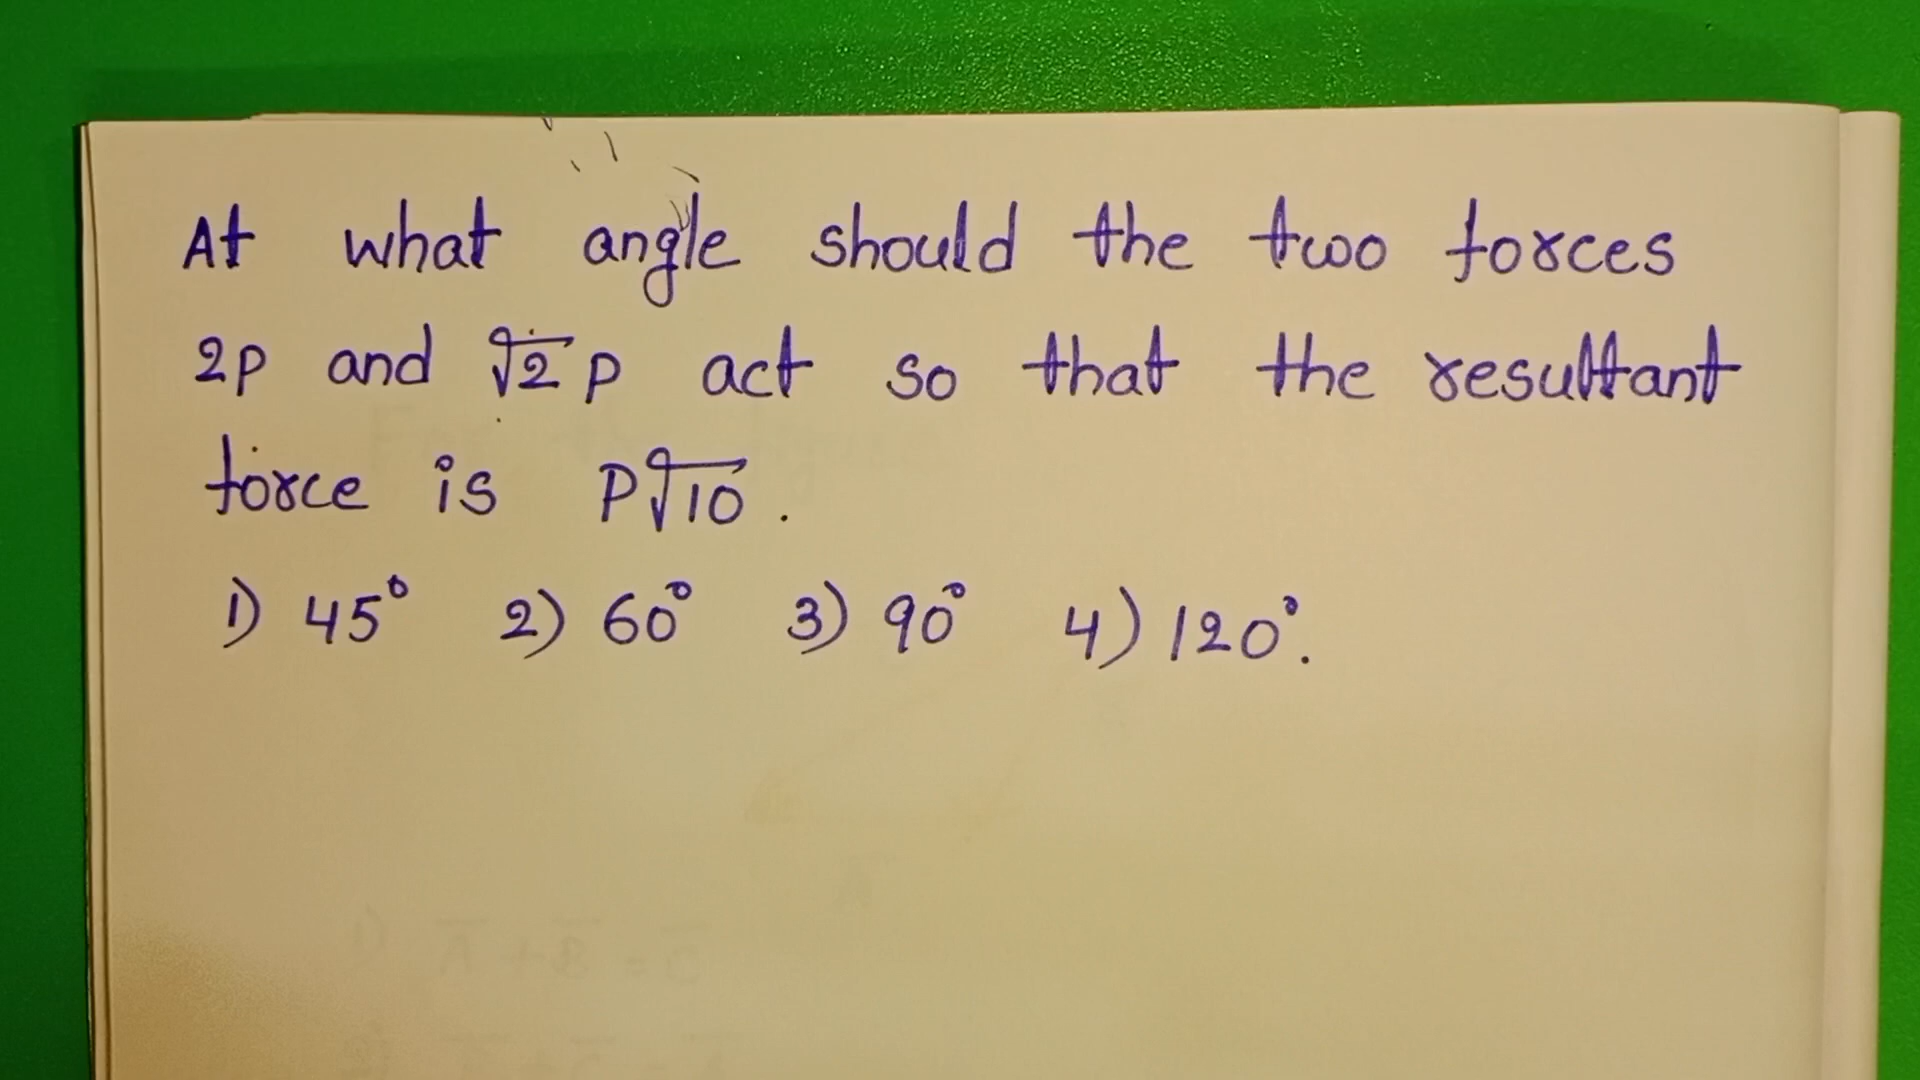 At what angle should the two forces
2p and √2 p act so that the resultant
force is P√10.
1) 45° 2) 60° 3) 90° 4) 120°.